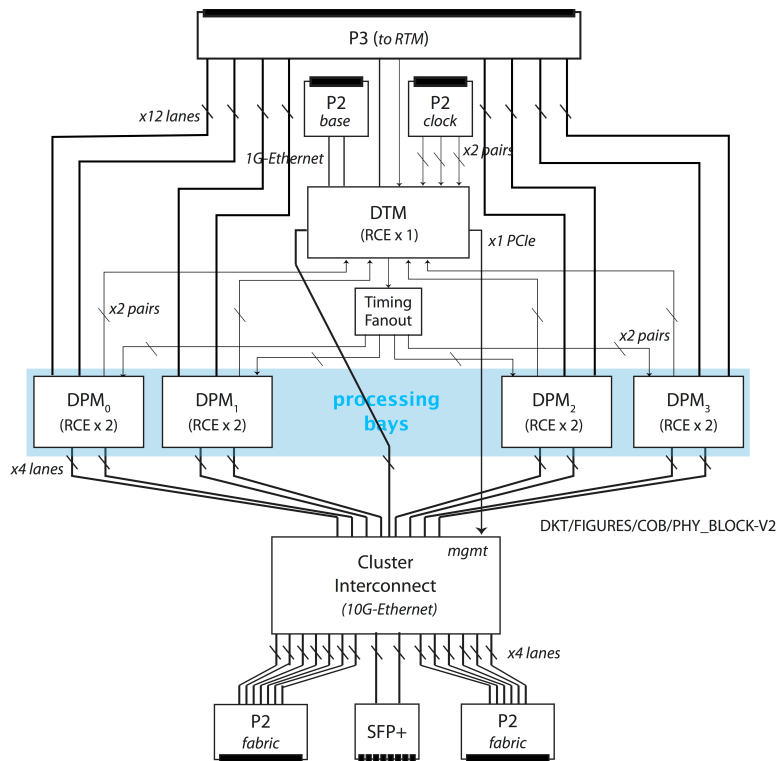 P3 (to RTM)
x12 lanes
P2
base
P2
clock
1G-Ethernet
x2 pairs
DTM
(RCE x 1)
x1 PCIe
x2 pairs
Timing
Fanout
x2 pairs
DPM₀
(RCE x 2)
DPM₁
(RCE x 2)
processing
bays
DPM₂
(RCE x 2)
DPM₃
(RCE x 2)
x4 lanes
DKT/FIGURES/COB/PHY_BLOCK-V2
mgmt
Cluster
Interconnect
(10G-Ethernet)
x4 lanes
P2
fabric
SFP+
P2
fabric